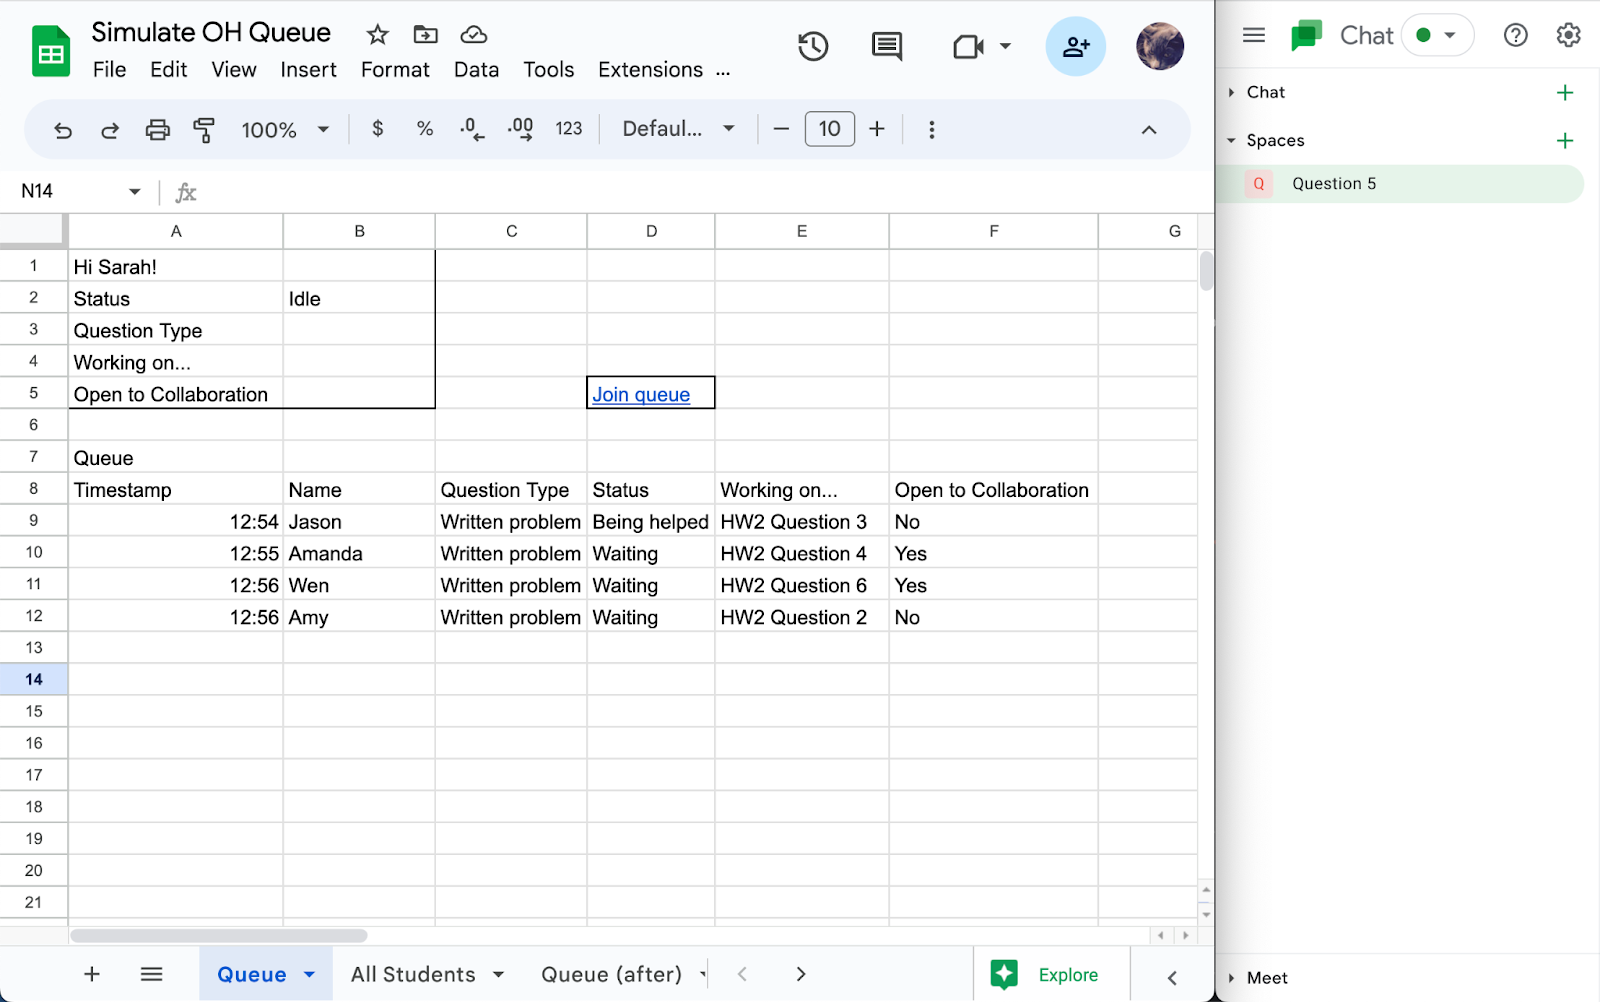 Simulate OH Queue
File Edit View Insert Format Data Tools Extensions ...
100% $ % .0 .00 123 Defaul... − 10 +
N14 fx
A B C D E F G
1 Hi Sarah!
2 Status Idle
3 Question Type
4 Working on...
5 Open to Collaboration Join queue
6
7 Queue
8 Timestamp Name Question Type Status Working on... Open to Collaboration
9 12:54 Jason Written problem Being helped HW2 Question 3 No
10 12:55 Amanda Written problem Waiting HW2 Question 4 Yes
11 12:56 Wen Written problem Waiting HW2 Question 6 Yes
12 12:56 Amy Written problem Waiting HW2 Question 2 No
13
14
15
16
17
18
19
20
21
+ Queue All Students Queue (after) Explore
Chat
Chat +
Spaces +
Q Question 5
Meet